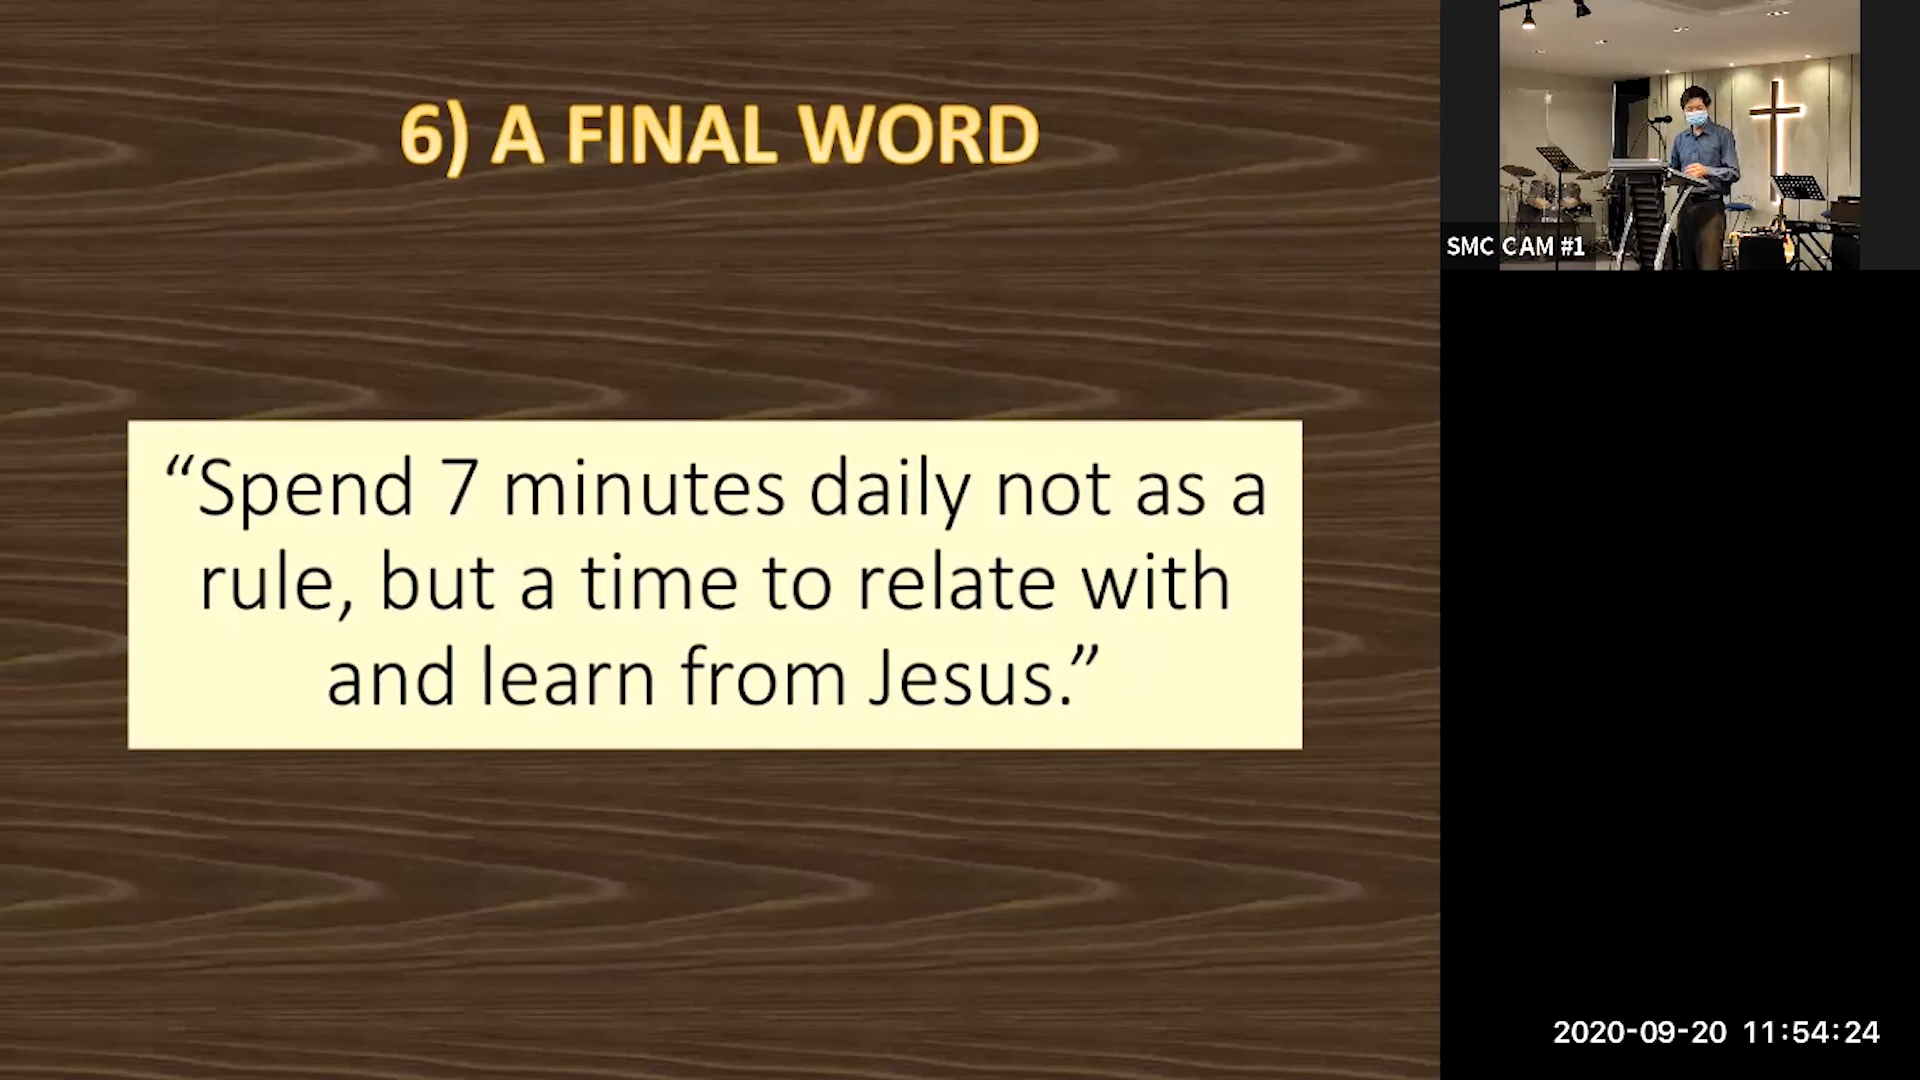 6) A FINAL WORD
“Spend 7 minutes daily not as a
rule, but a time to relate with
and learn from Jesus.”
SMC CAM #1
2020-09-20 11:54:24